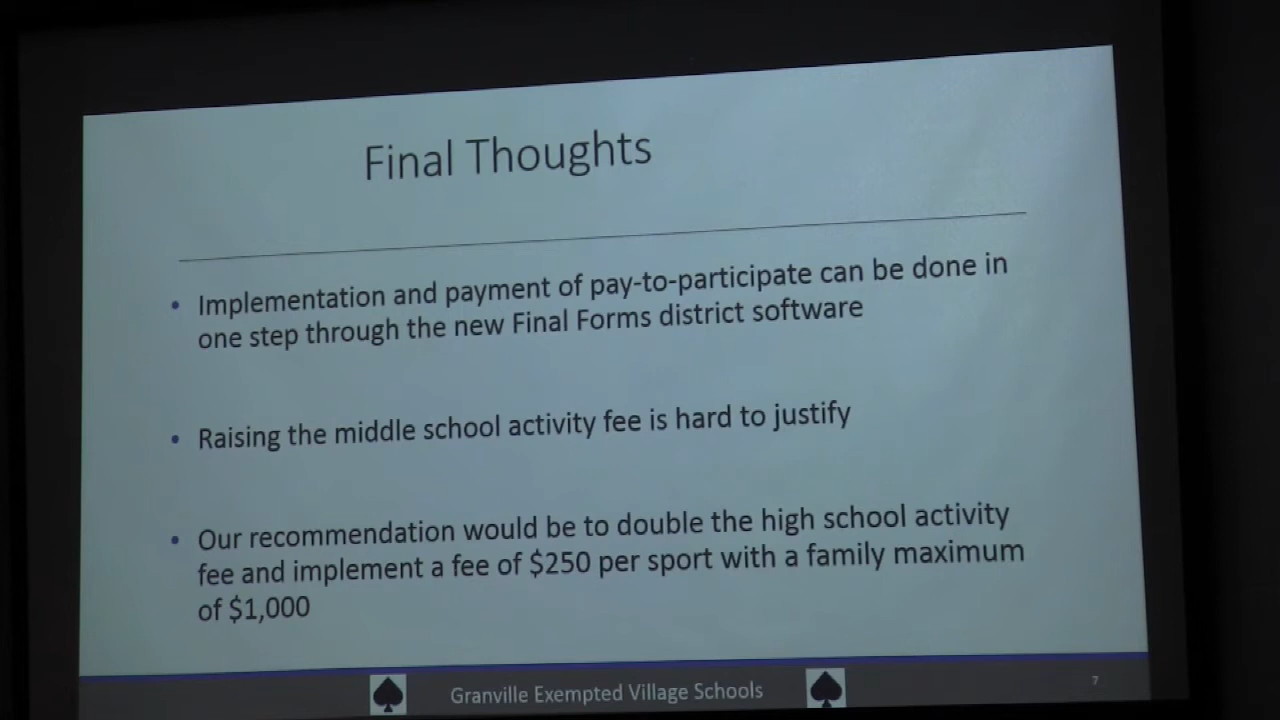 Final Thoughts
• Implementation and payment of pay-to-participate can be done in
one step through the new Final Forms district software
• Raising the middle school activity fee is hard to justify
• Our recommendation would be to double the high school activity
fee and implement a fee of $250 per sport with a family maximum
of $1,000
Granville Exempted Village Schools
7